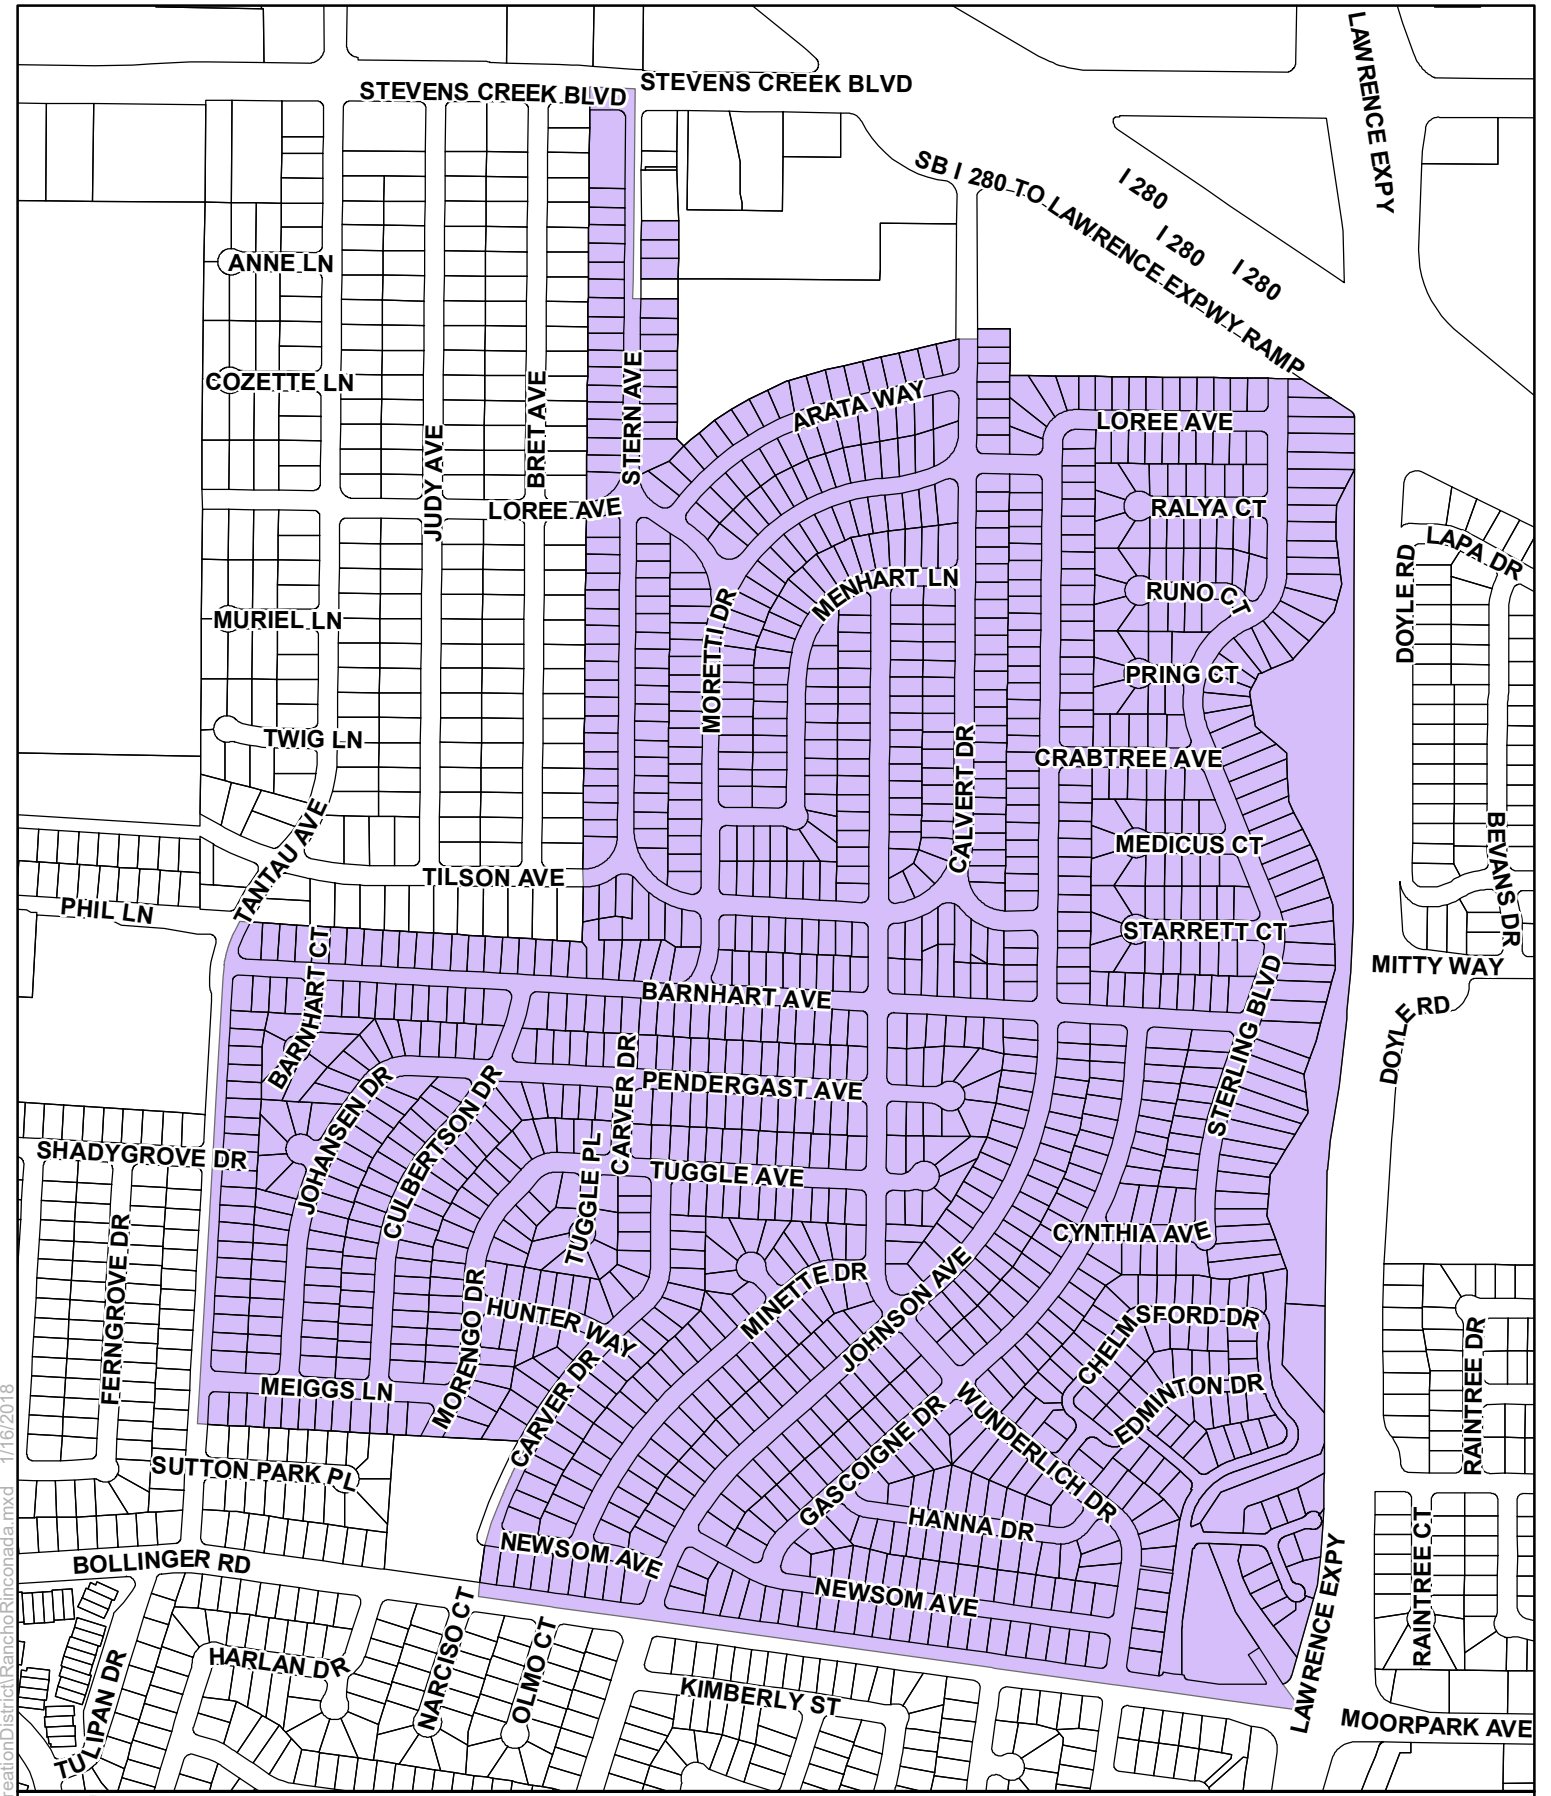 LAWRENCE EXPY
STEVENS CREEK BLVD
STEVENS CREEK BLVD
SB I 280 TO LAWRENCE EXPWY RAMP
I 280
I 280
I 280
ANNE LN
COZETTE LN
JUDY AVE
BRET AVE
STERN AVE
ARATA WAY
LOREE AVE
LOREE AVE
RALYA CT
LAPA DR
DOYLE RD
MENHART LN
RUNO CT
MURIEL LN
MORETTI DR
PRING CT
TWIG LN
CALVERT DR
CRABTREE AVE
TANTAU AVE
MEDICUS CT
BEVANS DR
TILSON AVE
PHIL LN
STARRETT CT
MITTY WAY
BARNHART CT
BARNHART AVE
STERLING BLVD
DOYLE RD
JOHANSEN DR
CULBERTSON DR
CARVER DR
PENDERGAST AVE
SHADYGROVE DR
TUGGLE PL
TUGGLE AVE
FERNGROVE DR
CYNTHIA AVE
MINETTE DR
JOHNSON AVE
MORENGO DR
HUNTER WAY
CHELMSFORD DR
RAINTREE DR
MEIGGS LN
CARVER DR
EDMINTON DR
GASCOIGNE DR
WUNDERLICH DR
SUTTON PARK PL
HANNA DR
BOLLINGER RD
NEWSOM AVE
NEWSOM AVE
RAINTREE CT
LAWRENCE EXPY
HARLAN DR
NARCISO CT
OLMO CT
KIMBERLY ST
TULIPAN DR
MOORPARK AVE
reationDistrict\RanchoRinconada.mxd 1/16/2018